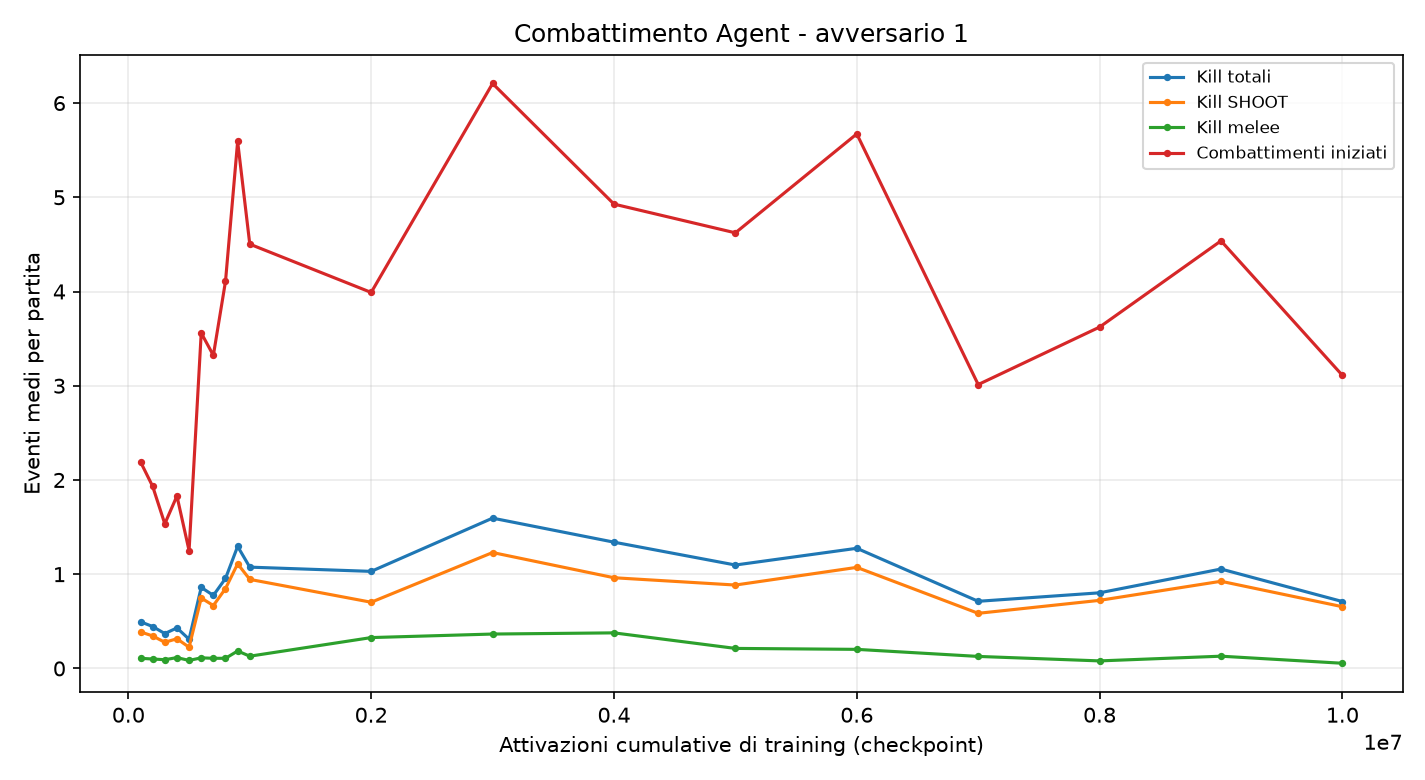 Combattimento Agent - avversario 1
Kill totali
Kill SHOOT
Kill melee
Combattimenti iniziati
Eventi medi per partita
6
5
4
3
2
1
0
0.0 0.2 0.4 0.6 0.8 1.0
1e7
Attivazioni cumulative di training (checkpoint)